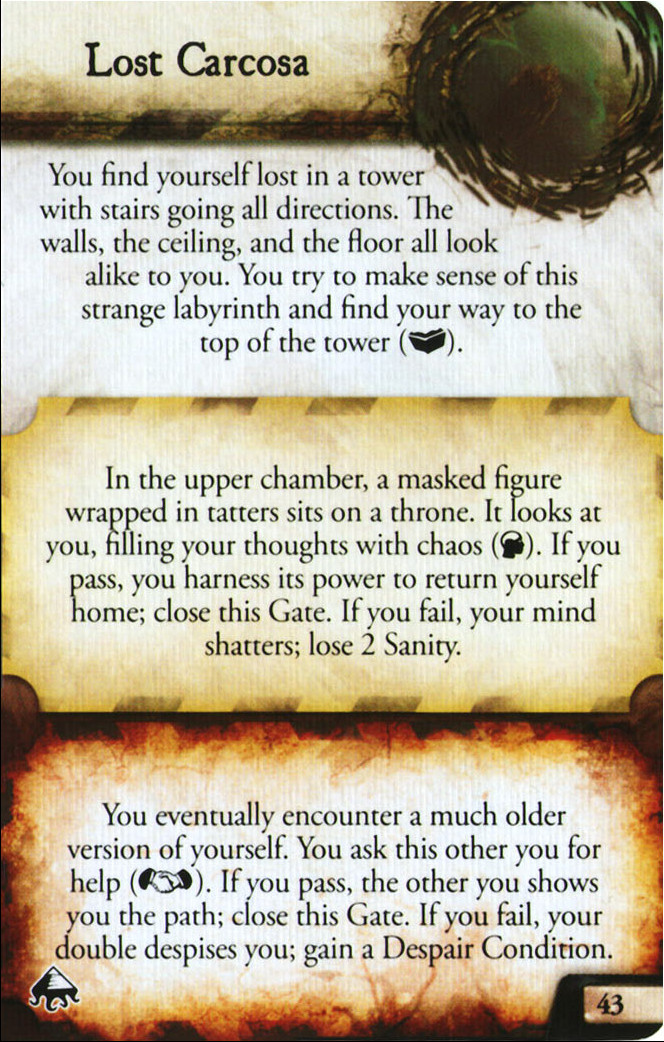 Lost Carcosa
You find yourself lost in a tower
with stairs going all directions. The
walls, the ceiling, and the floor all look
alike to you. You try to make sense of this
strange labyrinth and find your way to the
top of the tower ( ).
In the upper chamber, a masked figure
wrapped in tatters sits on a throne. It looks at
you, filling your thoughts with chaos ( ). If you
pass, you harness its power to return yourself
home; close this Gate. If you fail, your mind
shatters; lose 2 Sanity.
You eventually encounter a much older
version of yourself. You ask this other you for
help ( ). If you pass, the other you shows
you the path; close this Gate. If you fail, your
double despises you; gain a Despair Condition.
43